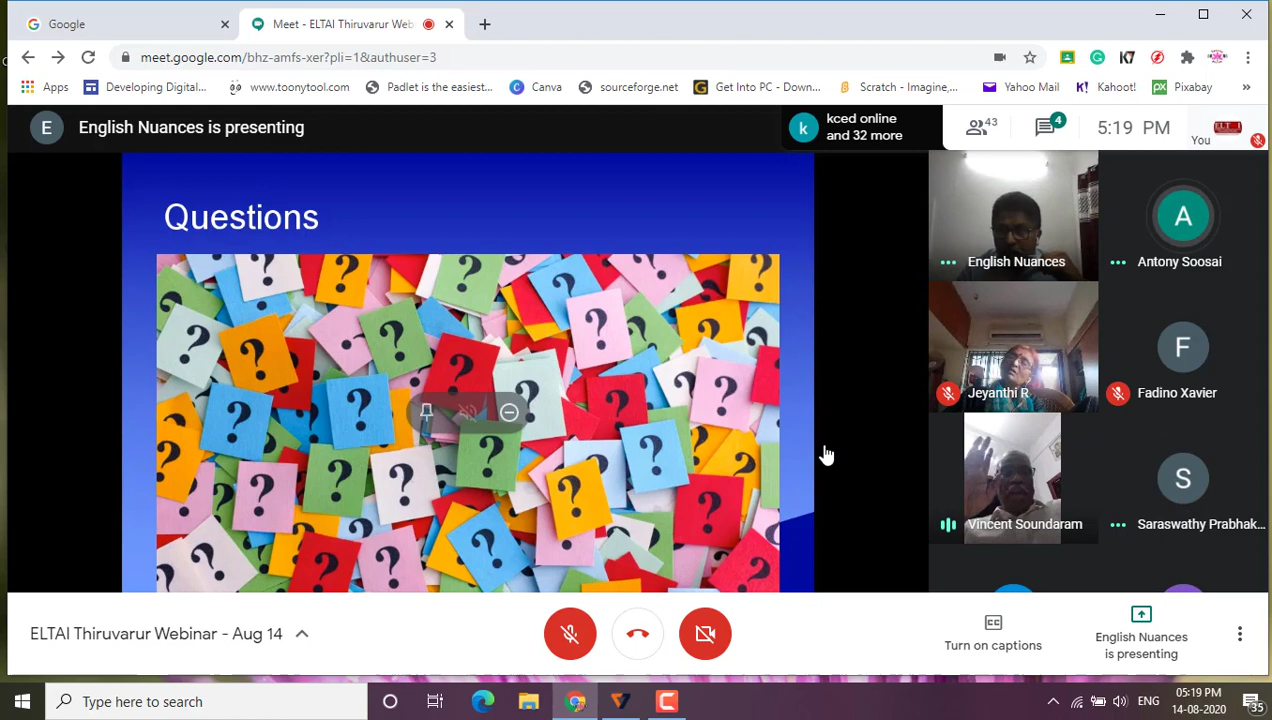 Google
Meet - ELTAI Thiruvarur Web
meet.google.com/bhz-amfs-xer?pli=1&authuser=3
Apps
Developing Digital...
www.tonytool.com
Padlet is the easiest...
Canva
sourceforge.net
Get Into PC - Down...
Scratch - Imagine,...
Yahoo Mail
Kahoot!
Pixabay
E
English Nuances is presenting
k
kced online
and 32 more
43
4
5:19 PM
You
Questions
English Nuances
A
Antony Soosai
Jeyanthi R
F
Fadino Xavier
Vincent Soundaram
S
Saraswathy Prabhak...
ELTAI Thiruvarur Webinar - Aug 14
Turn on captions
English Nuances
is presenting
Type here to search
ENG
05:19 PM
14-08-2020
35